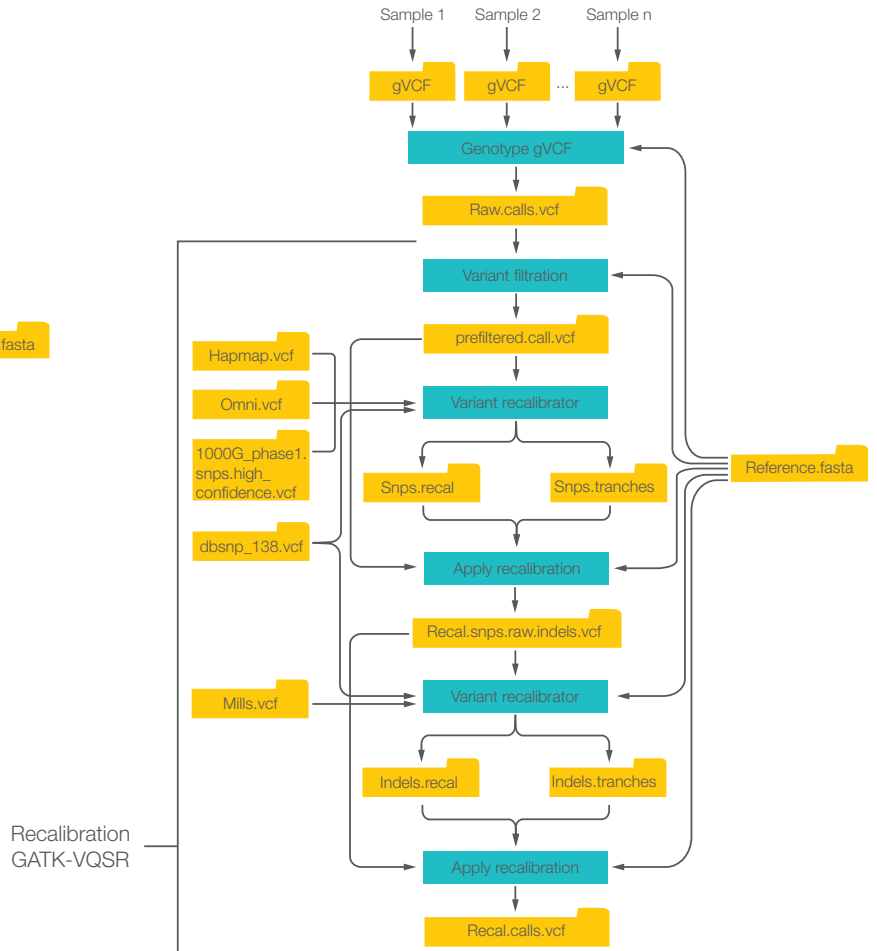 Sample 1
Sample 2
Sample n
gVCF
gVCF
...
gVCF
Genotype gVCF
Raw.calls.vcf
Variant filtration
fasta
prefiltered.call.vcf
Hapmap.vcf
Omni.vcf
Variant recalibrator
1000G_phase1.
snps.high_
confidence.vcf
Reference.fasta
Snps.recal
Snps.tranches
dbsnp_138.vcf
Apply recalibration
Recal.snps.raw.indels.vcf
Mills.vcf
Variant recalibrator
Indels.recal
Indels.tranches
Recalibration
GATK-VQSR
Apply recalibration
Recal.calls.vcf